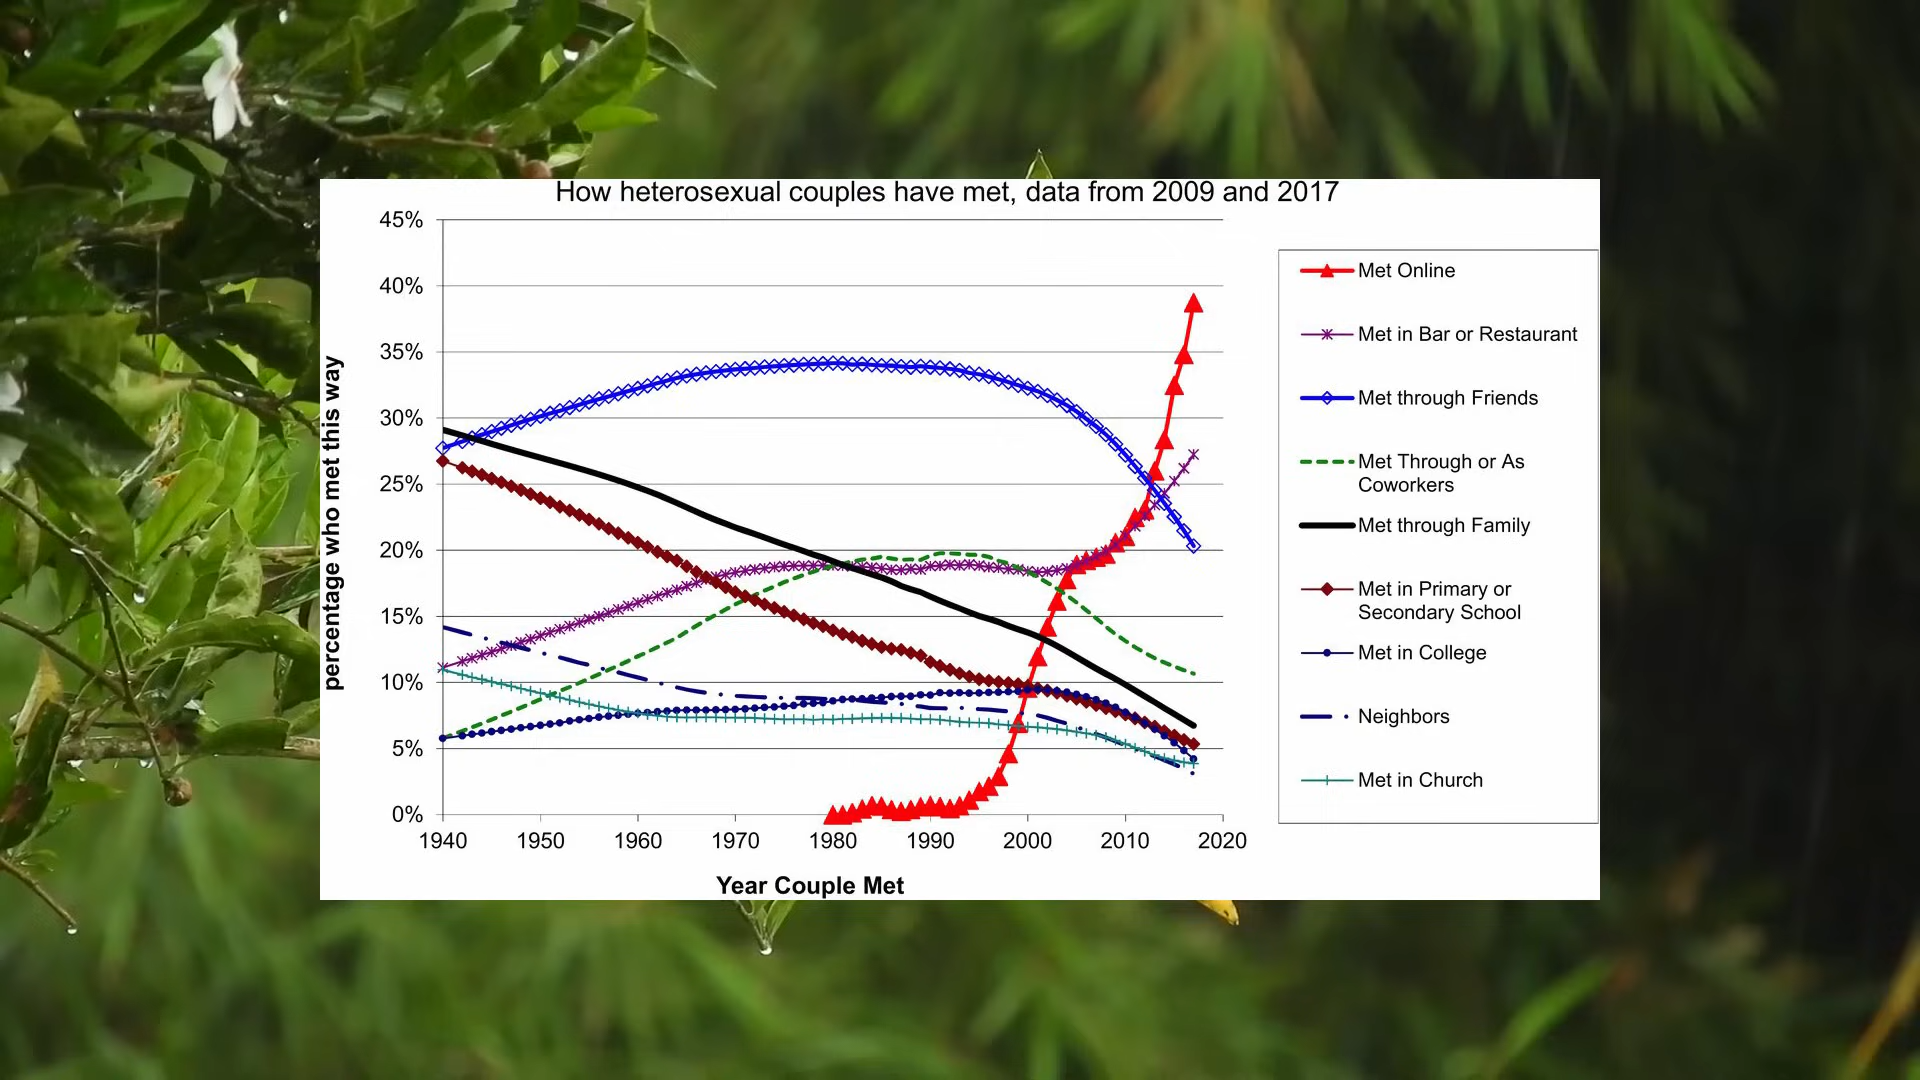 How heterosexual couples have met, data from 2009 and 2017
percentage who met this way
45%
40%
35%
30%
25%
20%
15%
10%
5%
0%
1940 1950 1960 1970 1980 1990 2000 2010 2020
Year Couple Met
Met Online
Met in Bar or Restaurant
Met through Friends
Met Through or As
Coworkers
Met through Family
Met in Primary or
Secondary School
Met in College
Neighbors
Met in Church